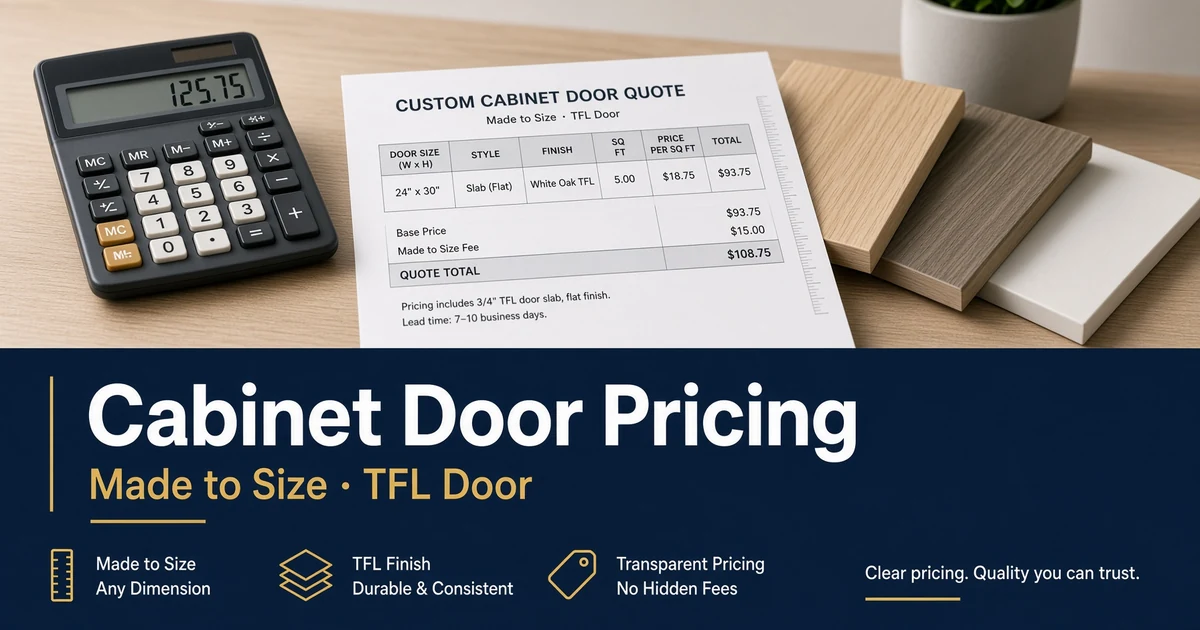 125.75
MC MR M- M+
7 8 9 ÷
4 5 6 ×
1 2 3 −
MC + 
0 . =
CUSTOM CABINET DOOR QUOTE
Made to Size · TFL Door
DOOR SIZE (W x H) STYLE FINISH SQ FT PRICE PER SQ FT TOTAL
24" x 30" Slab (Flat) White Oak TFL 5.00 $18.75 $93.75
Base Price $93.75
Made to Size Fee $15.00
QUOTE TOTAL $108.75
Pricing includes 3/4" TFL door slab, flat finish.
Lead time: 7–10 business days.
Cabinet Door Pricing
Made to Size · TFL Door
Made to Size
Any Dimension
TFL Finish
Durable & Consistent
Transparent Pricing
No Hidden Fees
Clear pricing. Quality you can trust.